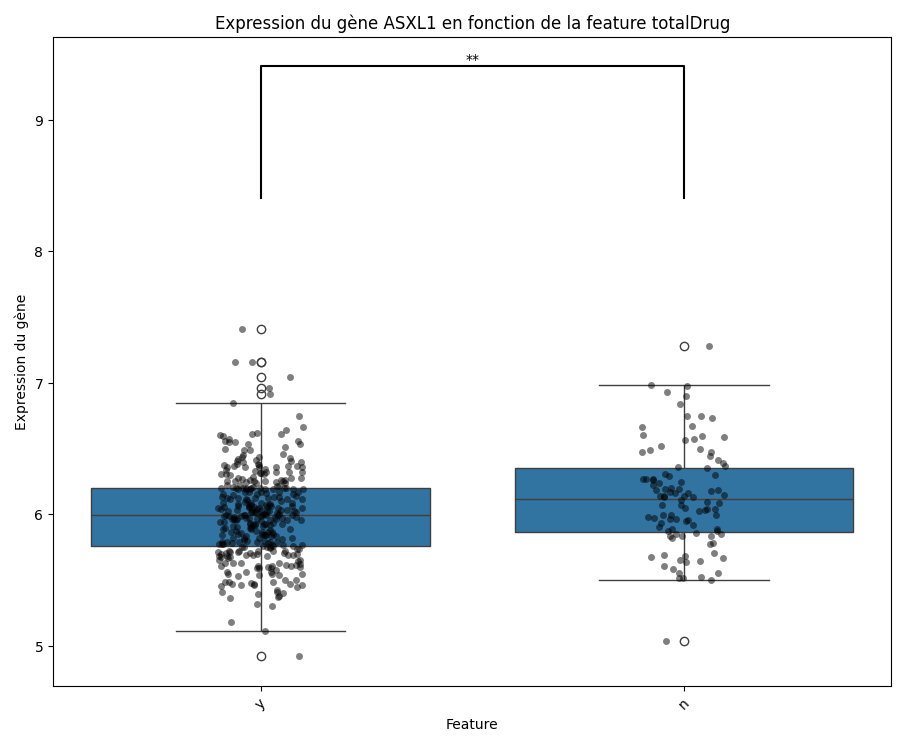 Expression du gène ASXL1 en fonction de la feature totalDrug
**
9
8
7
6
5
Expression du gène
y
n
Feature